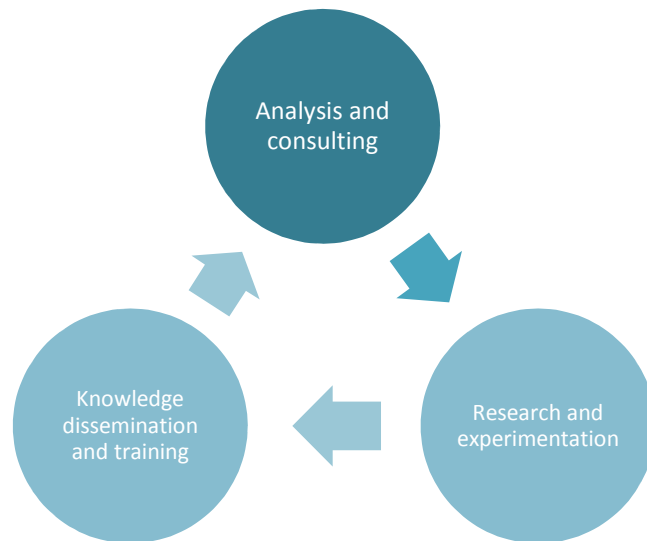 Analysis and
consulting
Research and
experimentation
Knowledge
dissemination
and training